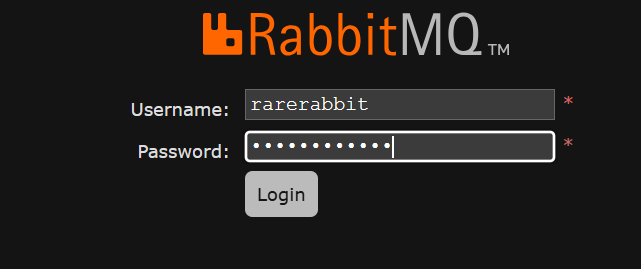 RabbitMQ™
Username: rarerabbit *
Password: •••••••••••• *
Login